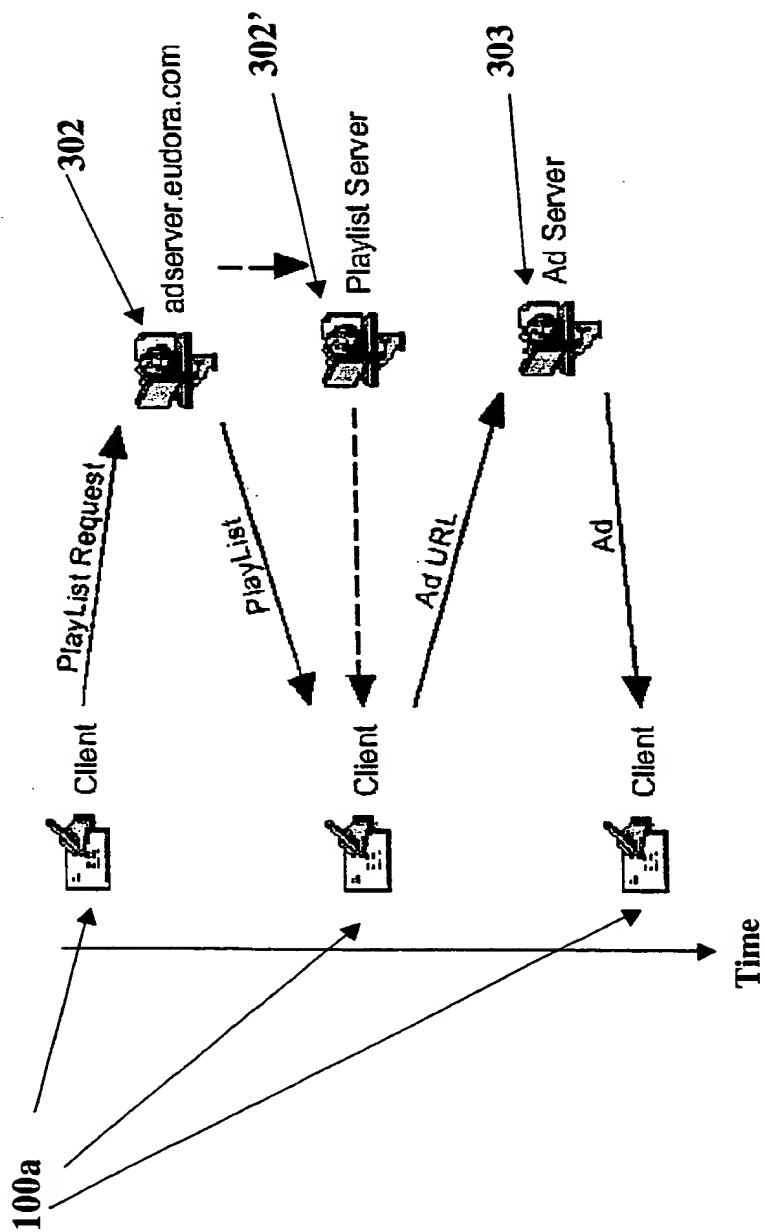 100a
302
302’
303
Client
PlayList Request
adserver.eudora.com
PlayList
Playlist Server
Client
Ad URL
Ad Server
Ad
Client
Time